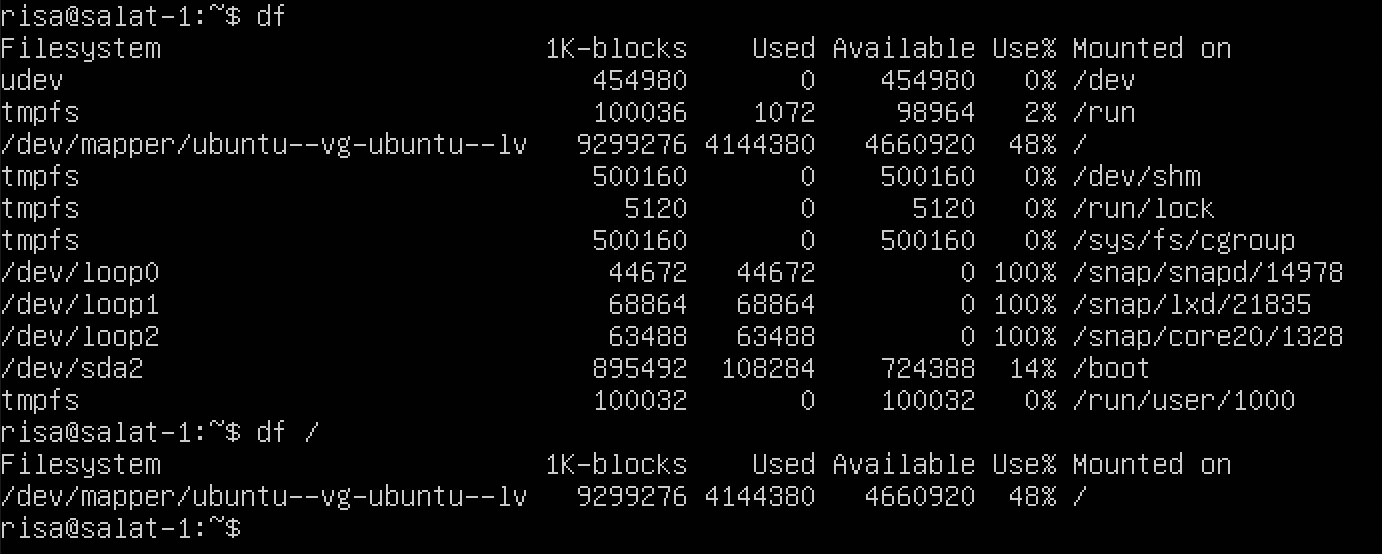 risa@salat-1:~$ df
Filesystem                        1K-blocks    Used Available Use% Mounted on
udev                                 454980       0    454980   0% /dev
tmpfs                                100036    1072     98964   2% /run
/dev/mapper/ubuntu--vg-ubuntu--lv   9299276 4144380   4660920  48% /
tmpfs                                500160       0    500160   0% /dev/shm
tmpfs                                  5120       0      5120   0% /run/lock
tmpfs                                500160       0    500160   0% /sys/fs/cgroup
/dev/loop0                            44672   44672         0 100% /snap/snapd/14978
/dev/loop1                            68864   68864         0 100% /snap/lxd/21835
/dev/loop2                            63488   63488         0 100% /snap/core20/1328
/dev/sda2                            895492  108284    724388  14% /boot
tmpfs                                100032       0    100032   0% /run/user/1000
risa@salat-1:~$ df /
Filesystem                        1K-blocks    Used Available Use% Mounted on
/dev/mapper/ubuntu--vg-ubuntu--lv   9299276 4144380   4660920  48% /
risa@salat-1:~$